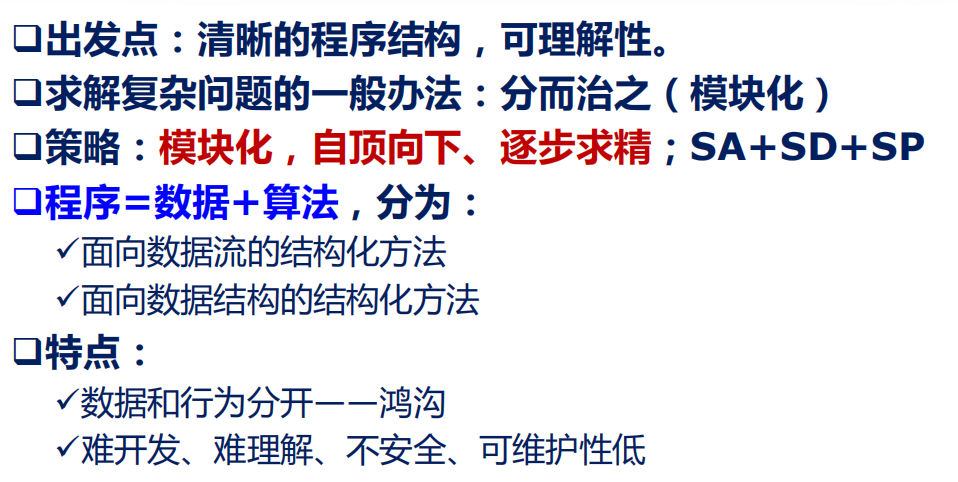 ❑出发点：清晰的程序结构，可理解性。
❑求解复杂问题的一般办法：分而治之（模块化）
❑策略：模块化，自顶向下、逐步求精；SA+SD+SP
❑程序=数据+算法，分为：
✓面向数据流的结构化方法
✓面向数据结构的结构化方法
❑特点：
✓数据和行为分开——鸿沟
✓难开发、难理解、不安全、可维护性低